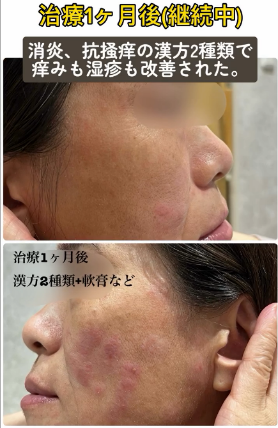 治療1ヶ月後(継続中)
消炎、抗掻痒の漢方2種類で
痒みも湿疹も改善された。
治療1ヶ月後
漢方2種類+軟膏など